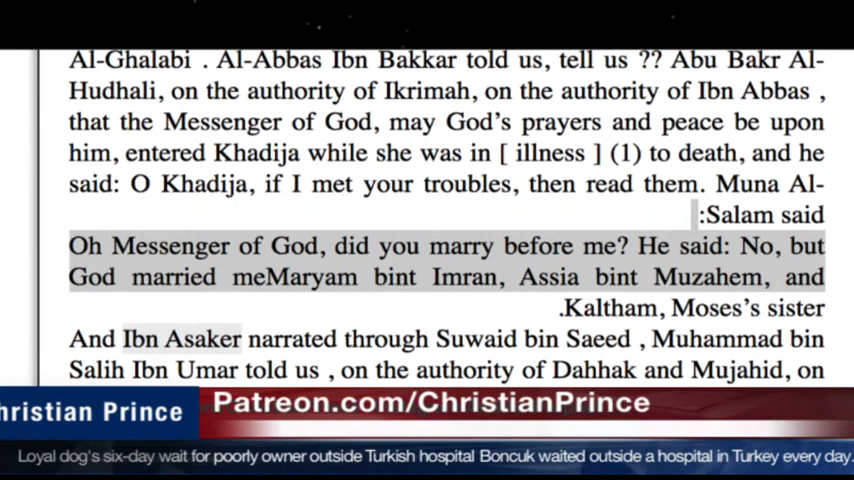 Al-Ghalabi . Al-Abbas Ibn Bakkar told us, tell us ?? Abu Bakr Al-
Hudhali, on the authority of Ikrimah, on the authority of Ibn Abbas ,
that the Messenger of God, may God's prayers and peace be upon
him, entered Khadija while she was in [ illness ] (1) to death, and he
said: O Khadija, if I met your troubles, then read them. Muna Al-
:Salam said
Oh Messenger of God, did you marry before me? He said: No, but
God married meMaryam bint Imran, Assia bint Muzahem, and
.Kaltham, Moses's sister
And Ibn Asaker narrated through Suwaid bin Saeed , Muhammad bin
Salih Ibn Umar told us , on the authority of Dahhak and Mujahid, on
hristian Prince
Patreon.com/ChristianPrince
Loyal dog's six-day wait for poorly owner outside Turkish hospital Boncuk waited outside a hospital in Turkey every day.